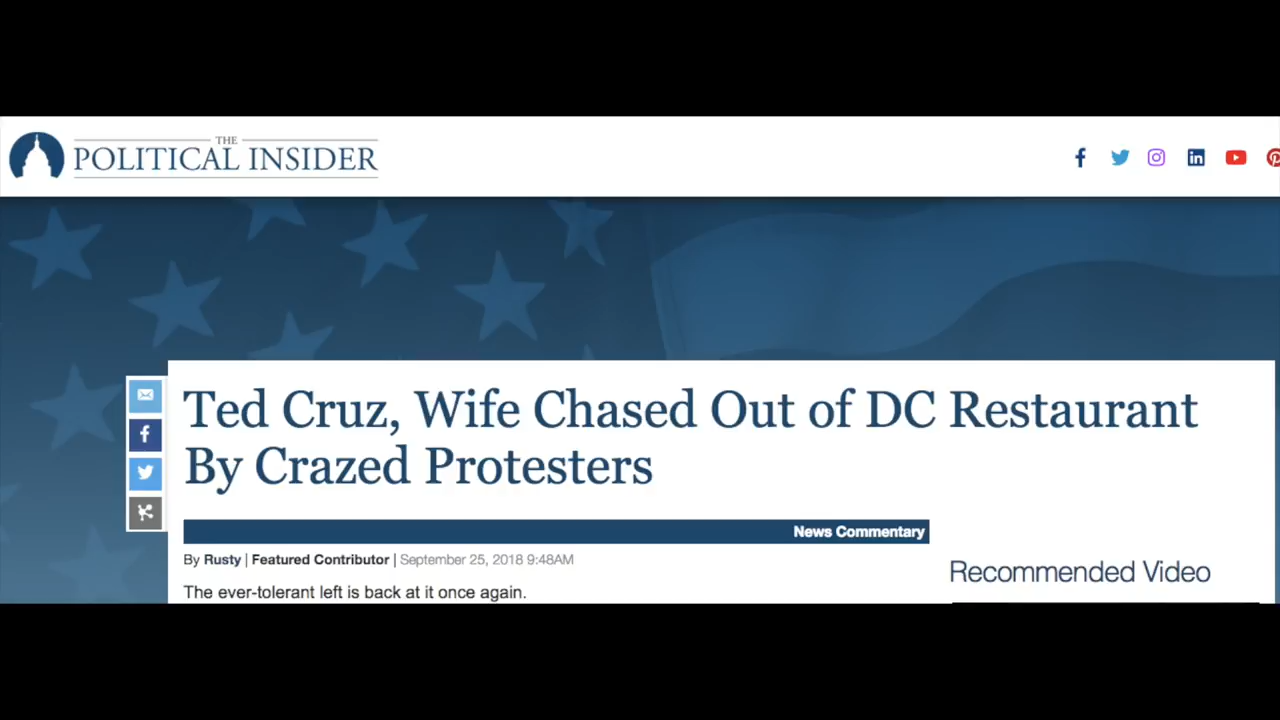 THE
POLITICAL INSIDER
Ted Cruz, Wife Chased Out of DC Restaurant
By Crazed Protesters
News Commentary
By Rusty | Featured Contributor | September 25, 2018 9:48AM
Recommended Video
The ever-tolerant left is back at it once again.